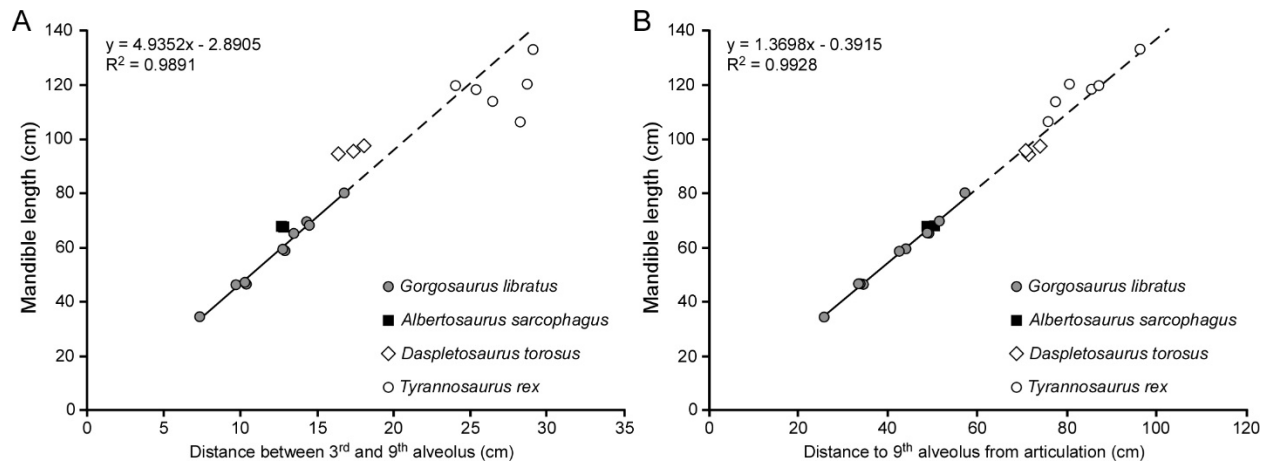 A
y = 4.9352x - 2.8905
R² = 0.9891
Mandible length (cm)
140
120
100
80
60
40
20
0
Gorgosaurus libratus
Albertosaurus sarcophagus
Daspletosaurus torosus
Tyrannosaurus rex
0 5 10 15 20 25 30 35
Distance between 3rd and 9th alveolus (cm)
B
y = 1.3698x - 0.3915
R² = 0.9928
Mandible length (cm)
140
120
100
80
60
40
20
0
Gorgosaurus libratus
Albertosaurus sarcophagus
Daspletosaurus torosus
Tyrannosaurus rex
0 20 40 60 80 100 120
Distance to 9th alveolus from articulation (cm)